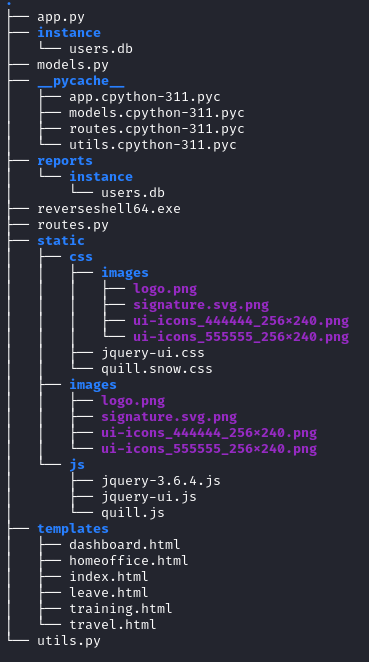 .
├── app.py
├── instance
│   └── users.db
├── models.py
├── __pycache__
│   ├── app.cpython-311.pyc
│   ├── models.cpython-311.pyc
│   ├── routes.cpython-311.pyc
│   └── utils.cpython-311.pyc
├── reports
│   └── instance
│       └── users.db
├── reverseshell64.exe
├── routes.py
├── static
│   ├── css
│   │   ├── images
│   │   │   ├── logo.png
│   │   │   ├── signature.svg.png
│   │   │   ├── ui-icons_444444_256×240.png
│   │   │   └── ui-icons_555555_256×240.png
│   │   ├── jquery-ui.css
│   │   └── quill.snow.css
│   ├── images
│   │   ├── logo.png
│   │   ├── signature.svg.png
│   │   ├── ui-icons_444444_256×240.png
│   │   └── ui-icons_555555_256×240.png
│   └── js
│       ├── jquery-3.6.4.js
│       ├── jquery-ui.js
│       └── quill.js
├── templates
│   ├── dashboard.html
│   ├── homeoffice.html
│   ├── index.html
│   ├── leave.html
│   ├── training.html
│   └── travel.html
└── utils.py